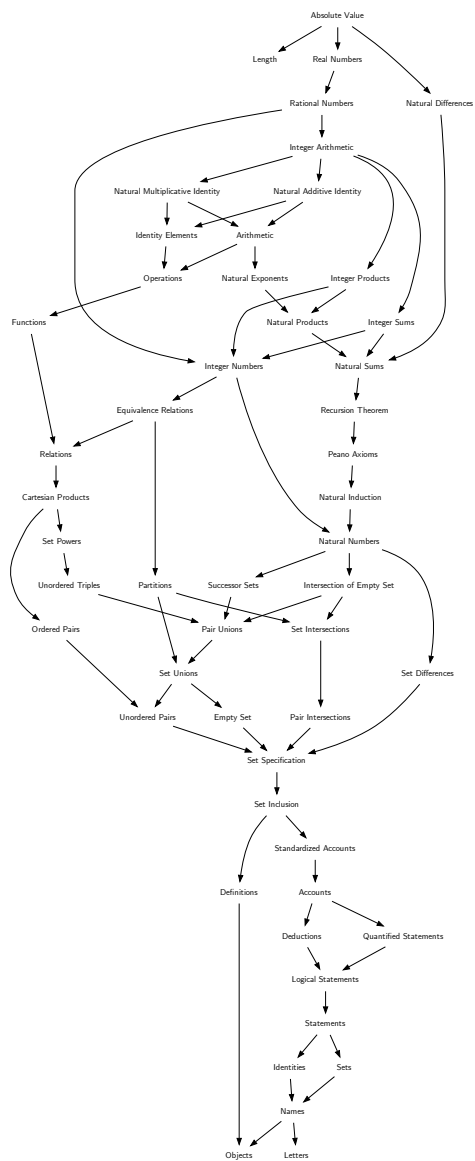 Absolute Value
Length
Real Numbers
Rational Numbers
Natural Differences
Integer Arithmetic
Natural Multiplicative Identity
Natural Additive Identity
Identity Elements
Arithmetic
Operations
Natural Exponents
Integer Products
Functions
Natural Products
Integer Sums
Integer Numbers
Natural Sums
Equivalence Relations
Recursion Theorem
Relations
Peano Axioms
Cartesian Products
Natural Induction
Set Powers
Natural Numbers
Unordered Triples
Partitions
Successor Sets
Intersection of Empty Set
Ordered Pairs
Pair Unions
Set Intersections
Set Unions
Set Differences
Unordered Pairs
Empty Set
Pair Intersections
Set Specification
Set Inclusion
Standardized Accounts
Definitions
Accounts
Deductions
Quantified Statements
Logical Statements
Statements
Identities
Sets
Names
Objects
Letters